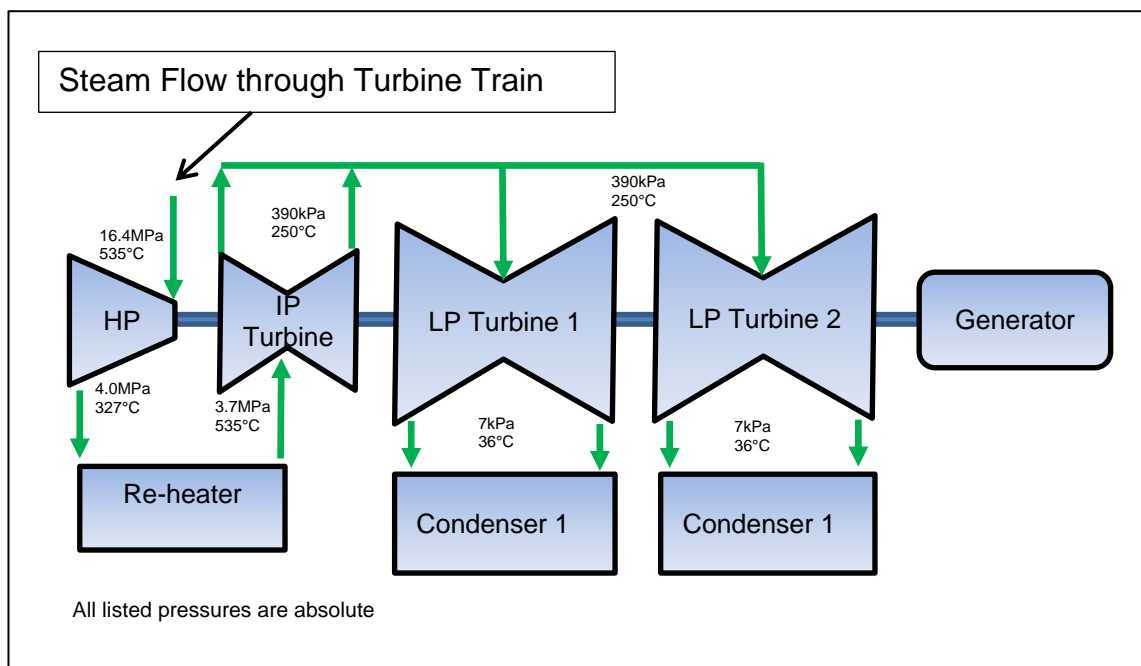 Steam Flow through Turbine Train
390kPa
250°C
390kPa
250°C
16.4MPa
535°C
HP
IP
Turbine
LP Turbine 1
LP Turbine 2
Generator
4.0MPa
327°C
3.7MPa
535°C
7kPa
36°C
7kPa
36°C
Re-heater
Condenser 1
Condenser 1
All listed pressures are absolute